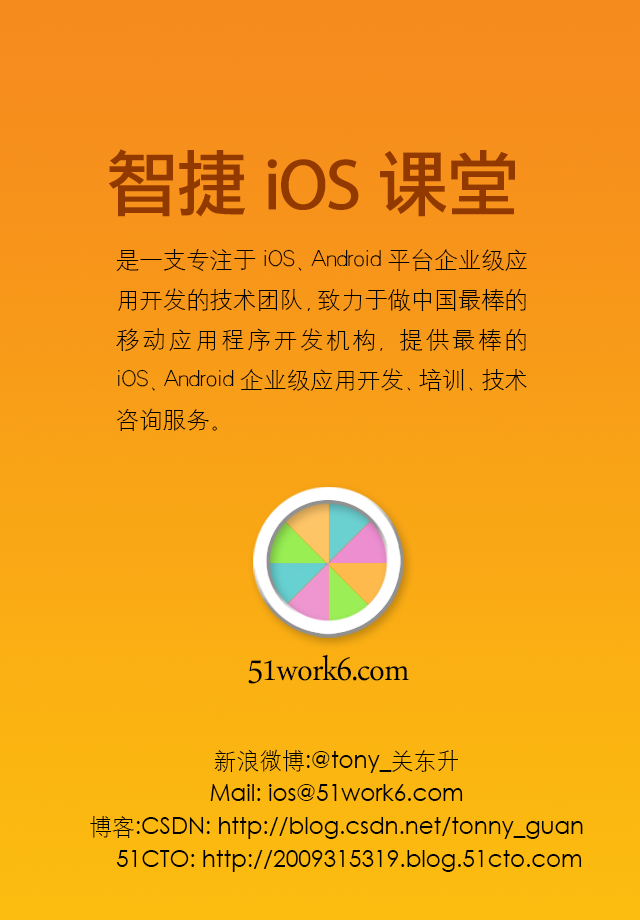 智捷 iOS 课堂
是一支专注于 iOS、Android 平台企业级应
用开发的技术团队, 致力于做中国最棒的
移动应用程序开发机构, 提供最棒的
iOS、Android 企业级应用开发、培训、技术
咨询服务。
51work6.com
新浪微博:@tony_关东升
Mail: ios@51work6.com
博客:CSDN: http://blog.csdn.net/tonny_guan
51CTO: http://2009315319.blog.51cto.com